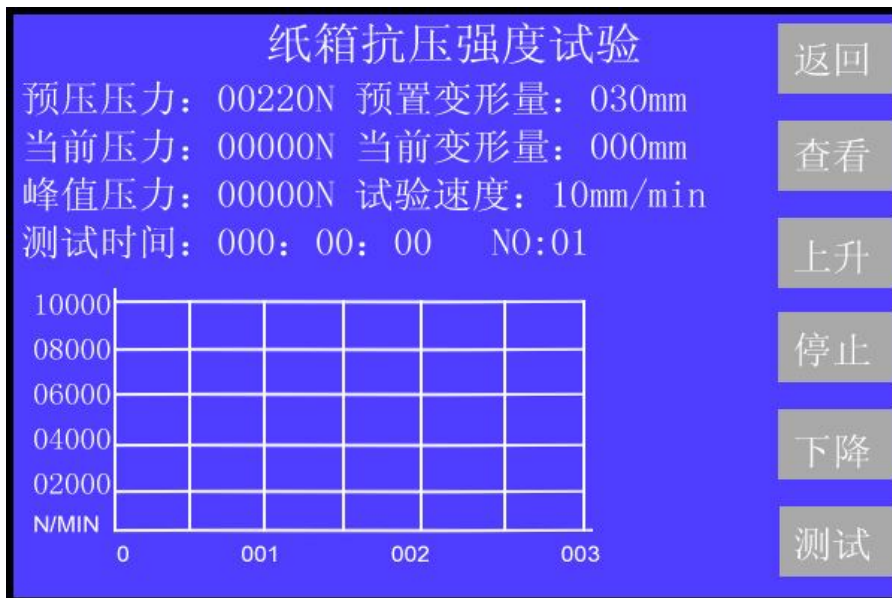 纸箱抗压强度试验
返回
预压压力：00220N 预置变形量：030mm
当前压力：00000N 当前变形量：000mm
查看
峰值压力：00000N 试验速度：10mm/min
测试时间：000：00：00 NO:01
上升
10000
08000
停止
06000
04000
下降
02000
N/MIN
测试
0 001 002 003